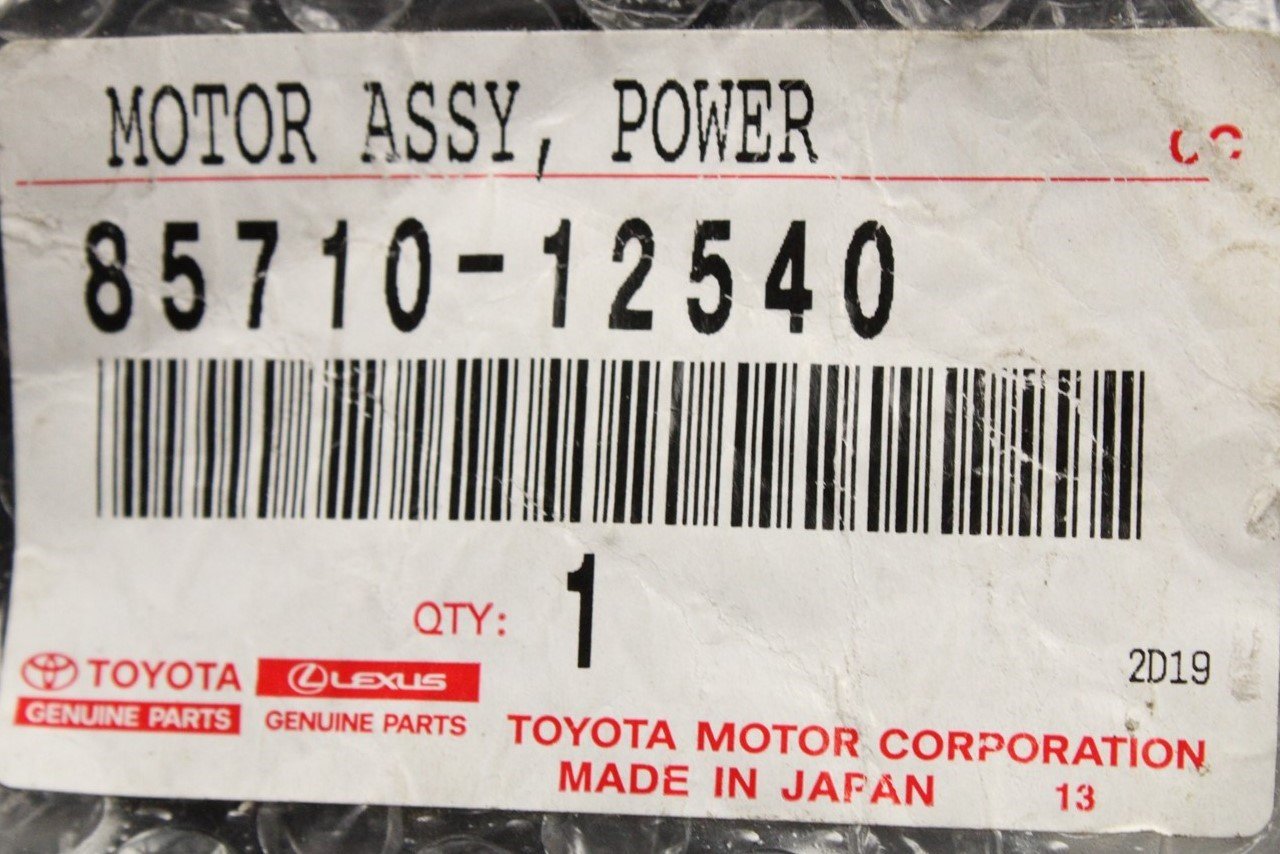 MOTOR ASSY, POWER
85710-12540
QTY: 1
2D19
TOYOTA LEXUS
GENUINE PARTS GENUINE PARTS
TOYOTA MOTOR CORPORATION
MADE IN JAPAN 13